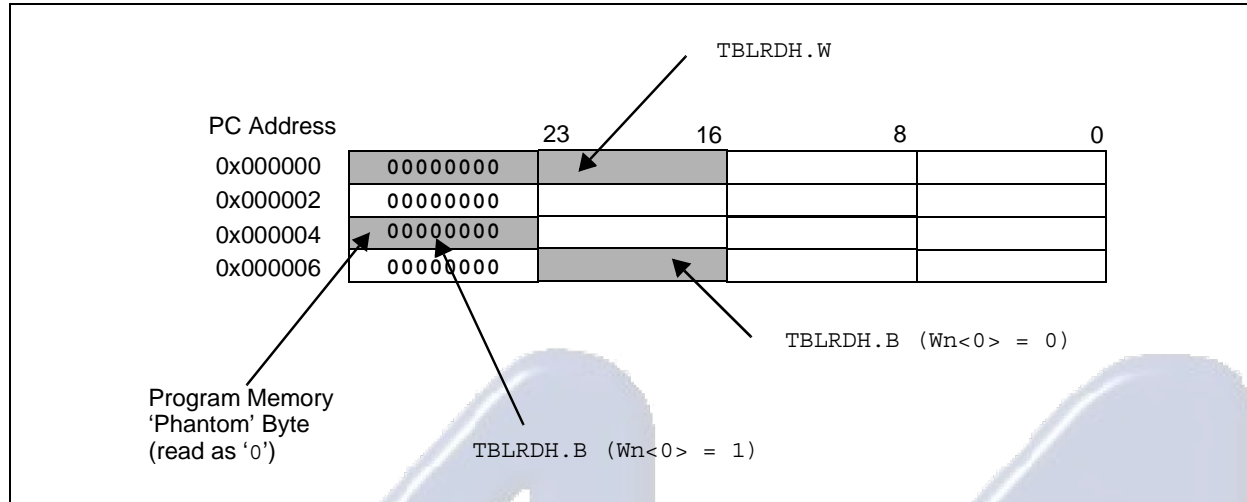 TBLRDH.W
PC Address
23 16 8 0
0x000000 00000000
0x000002 00000000
0x000004 00000000
0x000006 00000000
TBLRDH.B (Wn<0> = 0)
Program Memory
‘Phantom’ Byte
(read as ‘0’)
TBLRDH.B (Wn<0> = 1)